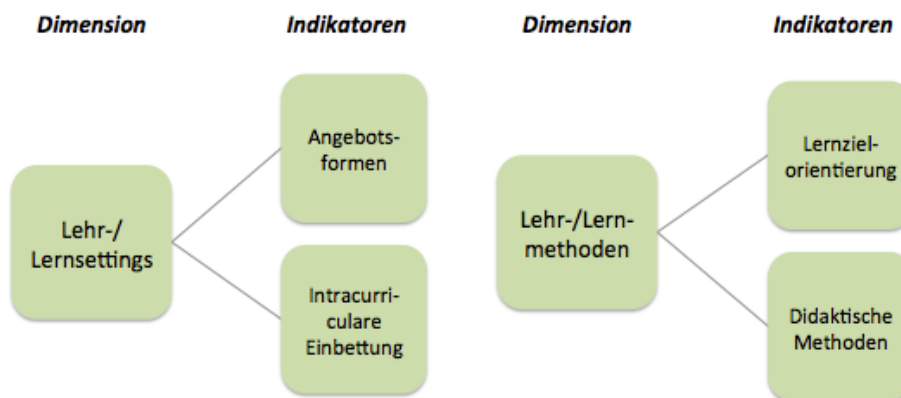 Dimension
Indikatoren
Dimension
Indikatoren
Angebots-
formen
Lehr-/
Lernsettings
Intracurri-
culare
Einbettung
Lernziel-
orientierung
Lehr-/Lern-
methoden
Didaktische
Methoden